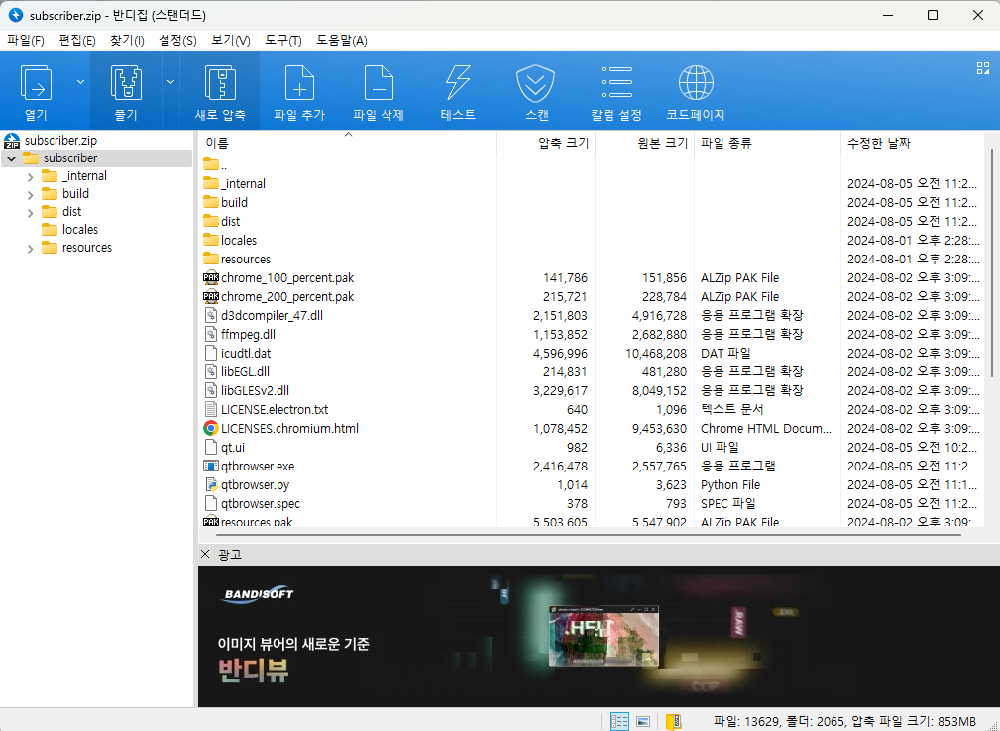 subscriber.zip - 반디집 (스탠더드)
파일(F) 편집(E) 찾기(I) 설정(S) 보기(V) 도구(T) 도움말(A)
열기 풀기 새로 압축 파일 추가 파일 삭제 테스트 스캔 칼럼 설정 코드페이지
subscriber.zip
subscriber
_internal
build
dist
locales
resources
이름 압축 크기 원본 크기 파일 종류 수정한 날짜
..
_internal 2024-08-05 오전 11:2...
build 2024-08-05 오전 11:2...
dist 2024-08-05 오전 11:2...
locales 2024-08-01 오후 2:28:...
resources 2024-08-01 오후 2:28:...
chrome_100_percent.pak 141,786 151,856 ALZip PAK File 2024-08-02 오후 3:09:...
chrome_200_percent.pak 215,721 228,784 ALZip PAK File 2024-08-02 오후 3:09:...
d3dcompiler_47.dll 2,151,803 4,916,728 응용 프로그램 확장 2024-08-02 오후 3:09:...
ffmpeg.dll 1,153,852 2,682,880 응용 프로그램 확장 2024-08-02 오후 3:09:...
icudtl.dat 4,596,996 10,468,208 DAT 파일 2024-08-02 오후 3:09:...
libEGL.dll 214,831 481,280 응용 프로그램 확장 2024-08-02 오후 3:09:...
libGLESv2.dll 3,229,617 8,049,152 응용 프로그램 확장 2024-08-02 오후 3:09:...
LICENSE.electron.txt 640 1,096 텍스트 문서 2024-08-02 오후 3:09:...
LICENSES.chromium.html 1,078,452 9,453,630 Chrome HTML Docum... 2024-08-02 오후 3:09:...
qt.ui 982 6,336 UI 파일 2024-08-05 오전 10:2...
qtbrowser.exe 2,416,478 2,557,765 응용 프로그램 2024-08-05 오전 11:2...
qtbrowser.py 1,014 3,623 Python File 2024-08-05 오전 11:1...
qtbrowser.spec 378 793 SPEC 파일 2024-08-05 오전 11:2...
resources.pak 5,503,605 5,547,902 ALZip PAK File 2024-08-02 오후 3:09:...
광고
BANDISOFT
이미지 뷰어의 새로운 기준
반디뷰
RAW
파일: 13629, 폴더: 2065, 압축 파일 크기: 853MB